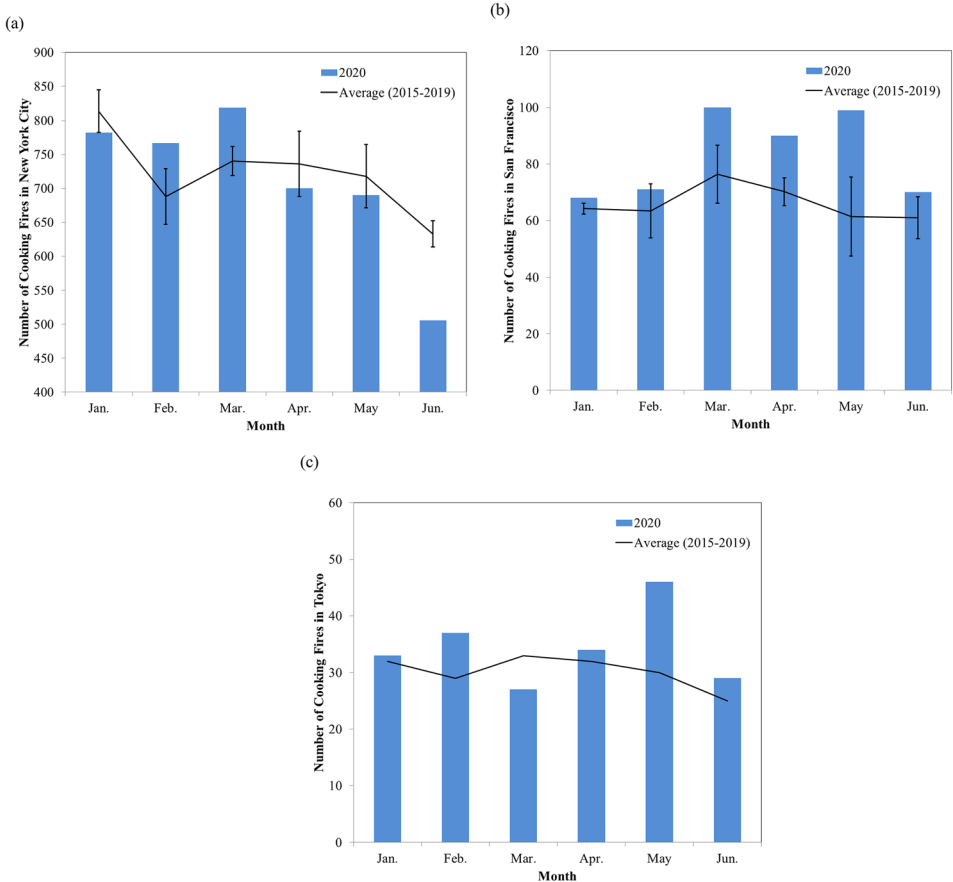 (a)
900
850
800
750
700
650
600
550
500
450
400
Number of Cooking Fires in New York City
2020
Average (2015-2019)
Jan. Feb. Mar. Apr. May Jun.
Month
(b)
120
100
80
60
40
20
0
Number of Cooking Fires in San Francisco
2020
Average (2015-2019)
Jan. Feb. Mar. Apr. May Jun.
Month
(c)
60
50
40
30
20
10
0
Number of Cooking Fires in Tokyo
2020
Average (2015-2019)
Jan. Feb. Mar. Apr. May Jun.
Month